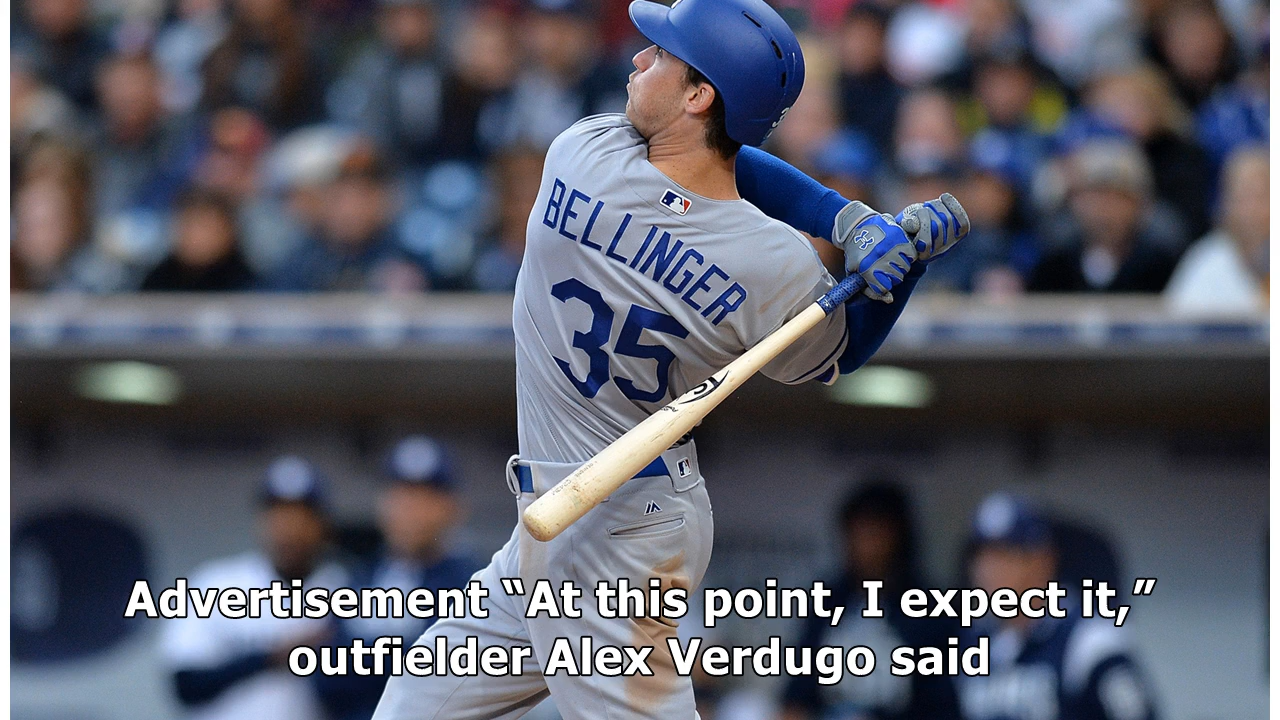 BELLINGER
35
Advertisement “At this point, I expect it,”
outfielder Alex Verdugo said